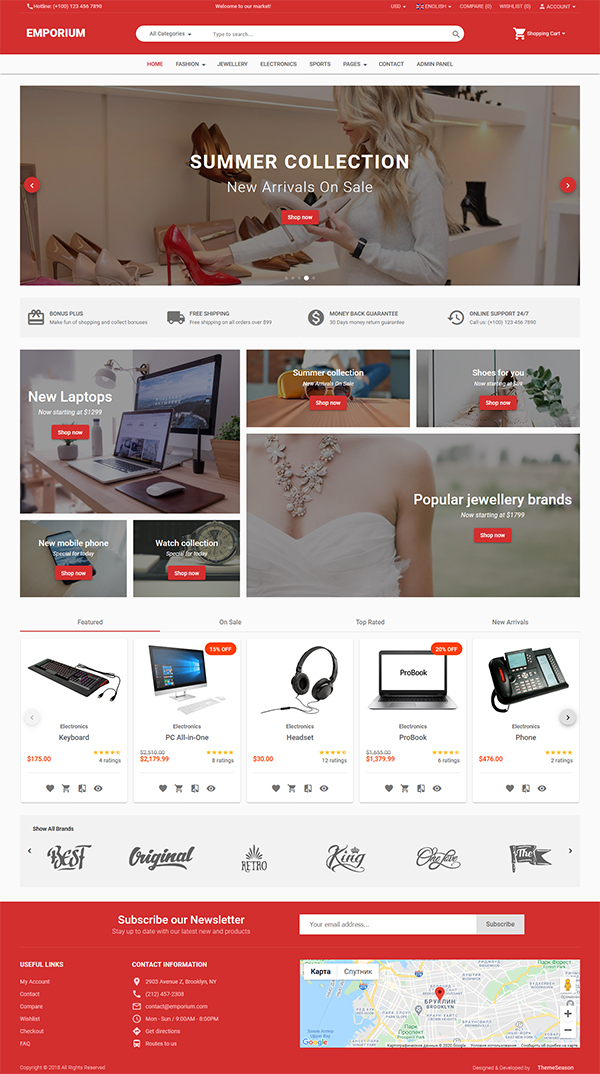 Hotline: (+100) 123 456 7890
Welcome to our market!
USD
ENGLISH
COMPARE (0)
WISHLIST (0)
ACCOUNT
EMPORIUM
All Categories
Type to search...
Shopping Cart
HOME
FASHION
JEWELLERY
ELECTRONICS
SPORTS
PAGES
CONTACT
ADMIN PANEL
SUMMER COLLECTION
New Arrivals On Sale
Shop now
BONUS PLUS
Make fun of shopping and collect bonuses
FREE SHIPPING
Free shipping on all orders over $99
MONEY BACK GUARANTEE
30 Days money return guarantee
ONLINE SUPPORT 24/7
Call us: (+100) 123 456 7890
New Laptops
Now starting at $1299
Shop now
Summer collection
New Arrivals On Sale
Shop now
Shoes for you
Now starting at $69
Shop now
Popular jewellery brands
Now starting at $1799
Shop now
New mobile phone
Special for today
Shop now
Watch collection
Special for today
Shop now
Featured
On Sale
Top Rated
New Arrivals
Electronics
Keyboard
$175.00
4 ratings
15% OFF
Electronics
PC All-in-One
$2,510.00
$2,179.99
8 ratings
Electronics
Headset
$30.00
12 ratings
20% OFF
ProBook
Electronics
ProBook
$1,655.00
$1,379.99
6 ratings
Electronics
Phone
$476.00
2 ratings
Show All Brands
BEST
Original
RETRO
King
One love
The
Subscribe our Newsletter
Stay up to date with our latest new and products
Your email address...
Subscribe
USEFUL LINKS
My Account
Contact
Compare
Wishlist
Checkout
FAQ
CONTACT INFORMATION
2903 Avenue Z, Brooklyn, NY
(212) 457-2308
contact@emporium.com
Mon - Sun / 9:00AM - 8:00PM
Get directions
Routes to us
Карта
Спутник
БРУКЛИН
BROOKLYN
Google
Картографические данные © 2020 Google
Условия использования
Сообщить об ошибке на карте
Copyright © 2018 All Rights Reserved
Designed & Developed by
ThemeSeason